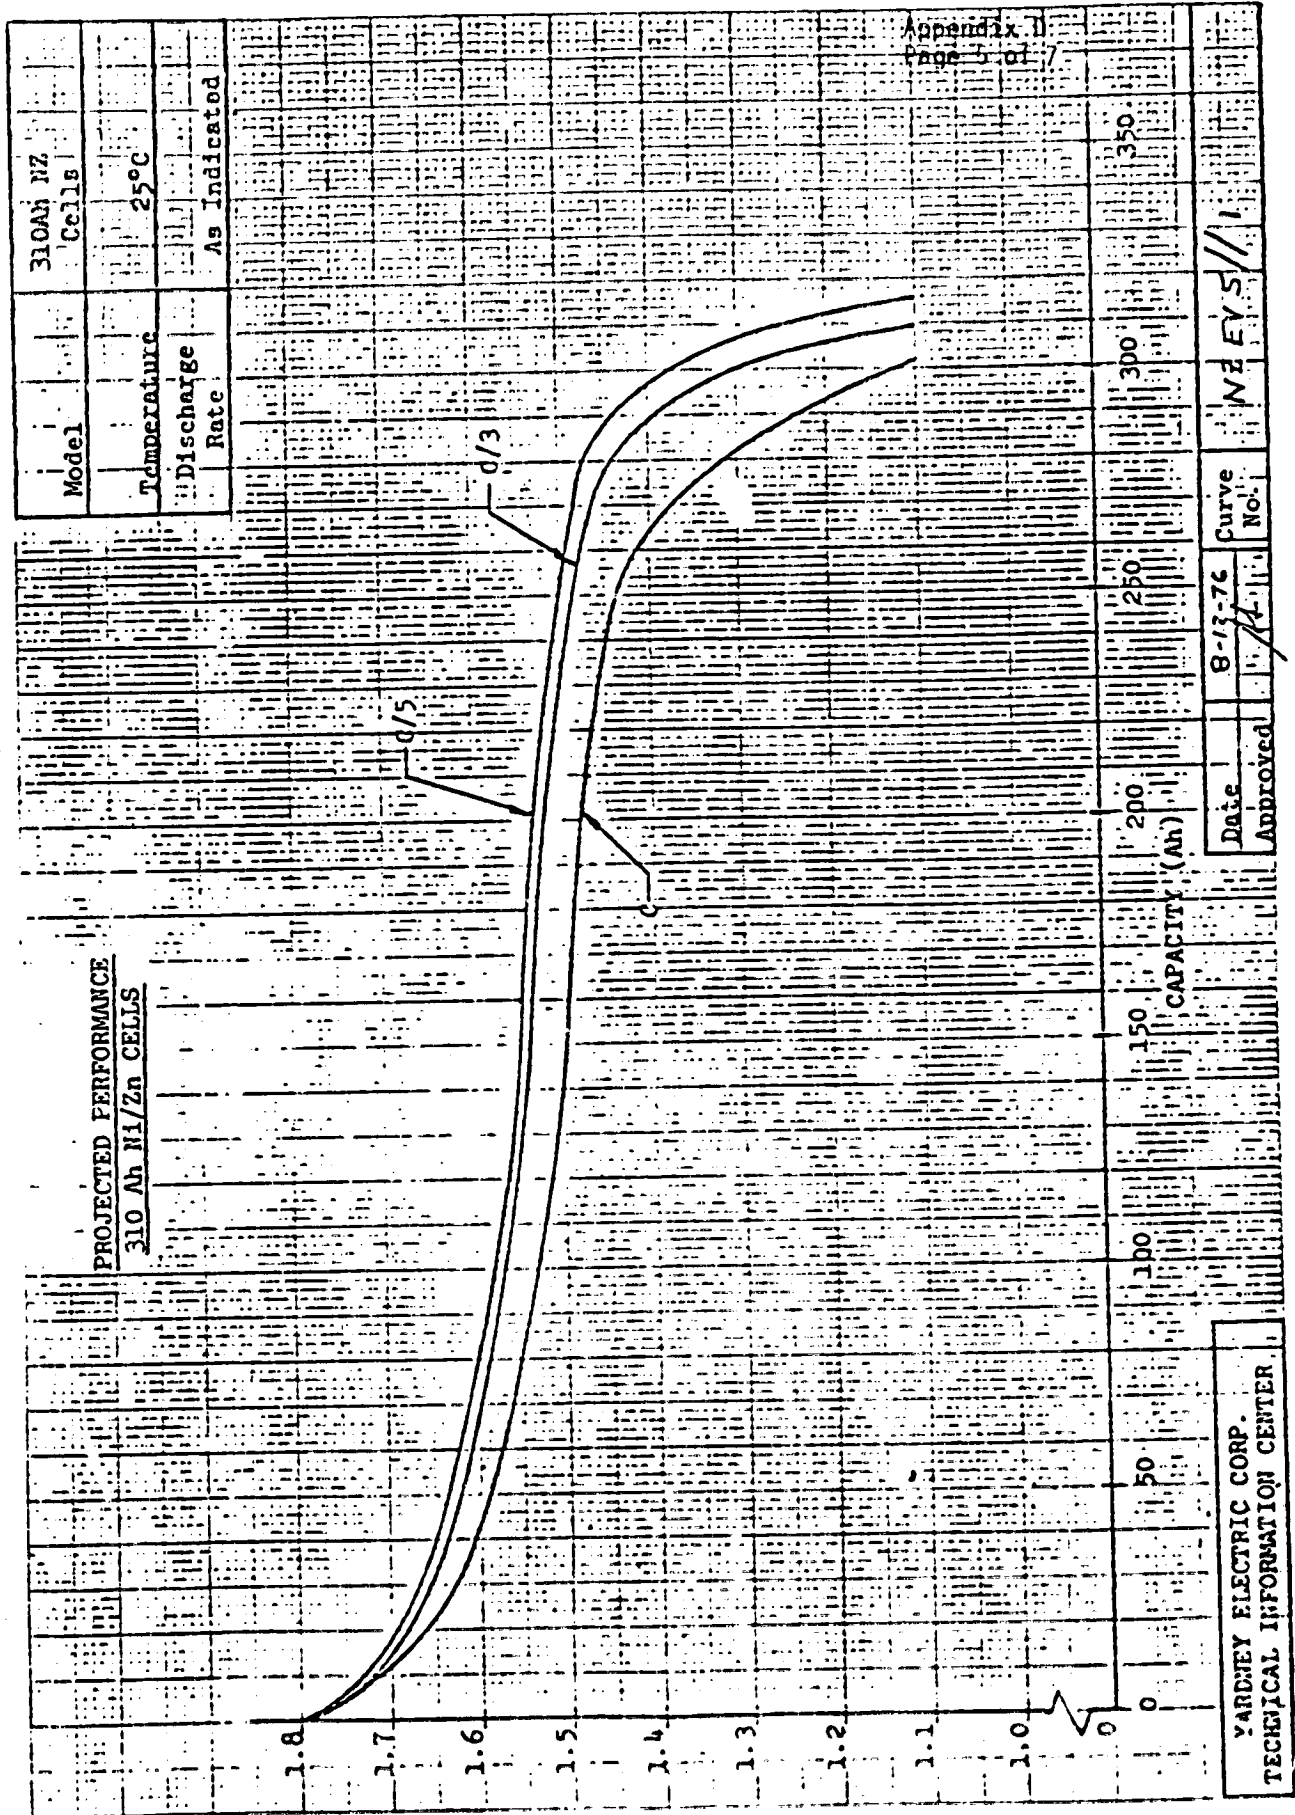 Appendix D
Page 5 of 7
Model 310Ah NZ Cells
Temperature 25°C
Discharge Rate As Indicated
PROJECTED PERFORMANCE
310 Ah Ni/Zn CELLS
C/5
C/3
C
1.8
1.7
1.6
1.5
1.4
1.3
1.2
1.1
1.0
0
0 50 100 150 200 250 300 350
CAPACITY (Ah)
YARDNEY ELECTRIC CORP.
TECHNICAL INFORMATION CENTER
Date 8-13-76 Curve No. NZ EV 5//1
Approved